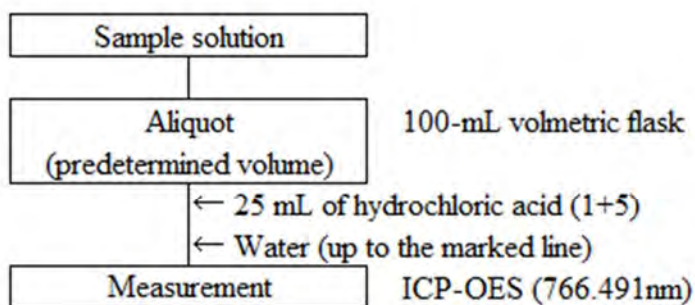 Sample solution
Aliquot 100-mL volmetric flask
(predetermined volume)
← 25 mL of hydrochloric acid (1+5)
← Water (up to the marked line)
Measurement ICP-OES (766.491nm)